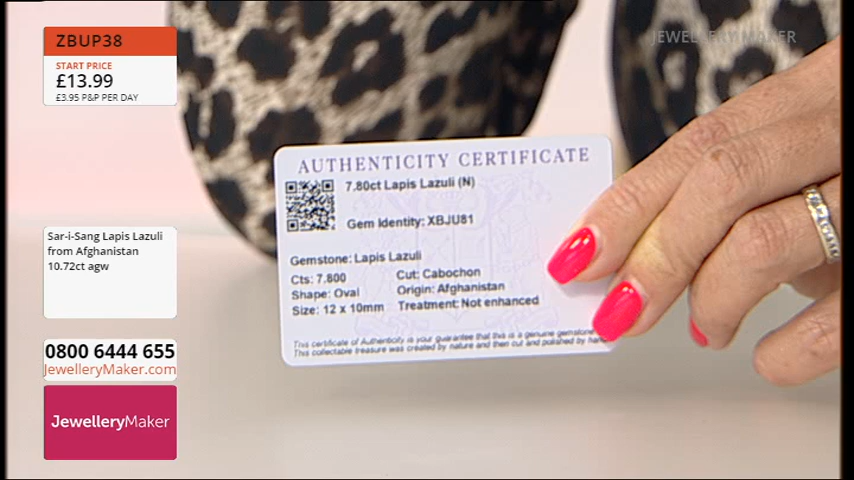 ZBUP38
START PRICE
£13.99
£3.95 P&P PER DAY
JEWELLERY MAKER
AUTHENTICITY CERTIFICATE
7.80ct Lapis Lazuli (N)
Gem Identity: XBJU81
Gemstone: Lapis Lazuli
Cts: 7.800 Cut: Cabochon
Shape: Oval Origin: Afghanistan
Size: 12 x 10mm Treatment: Not enhanced
This certificate of Authenticity is your guarantee that this is a genuine gemstone
This collectable treasure was created by nature and then cut and polished by hand
Sar-i-Sang Lapis Lazuli
from Afghanistan
10.72ct agw
0800 6444 655
JewelleryMaker.com
JewelleryMaker